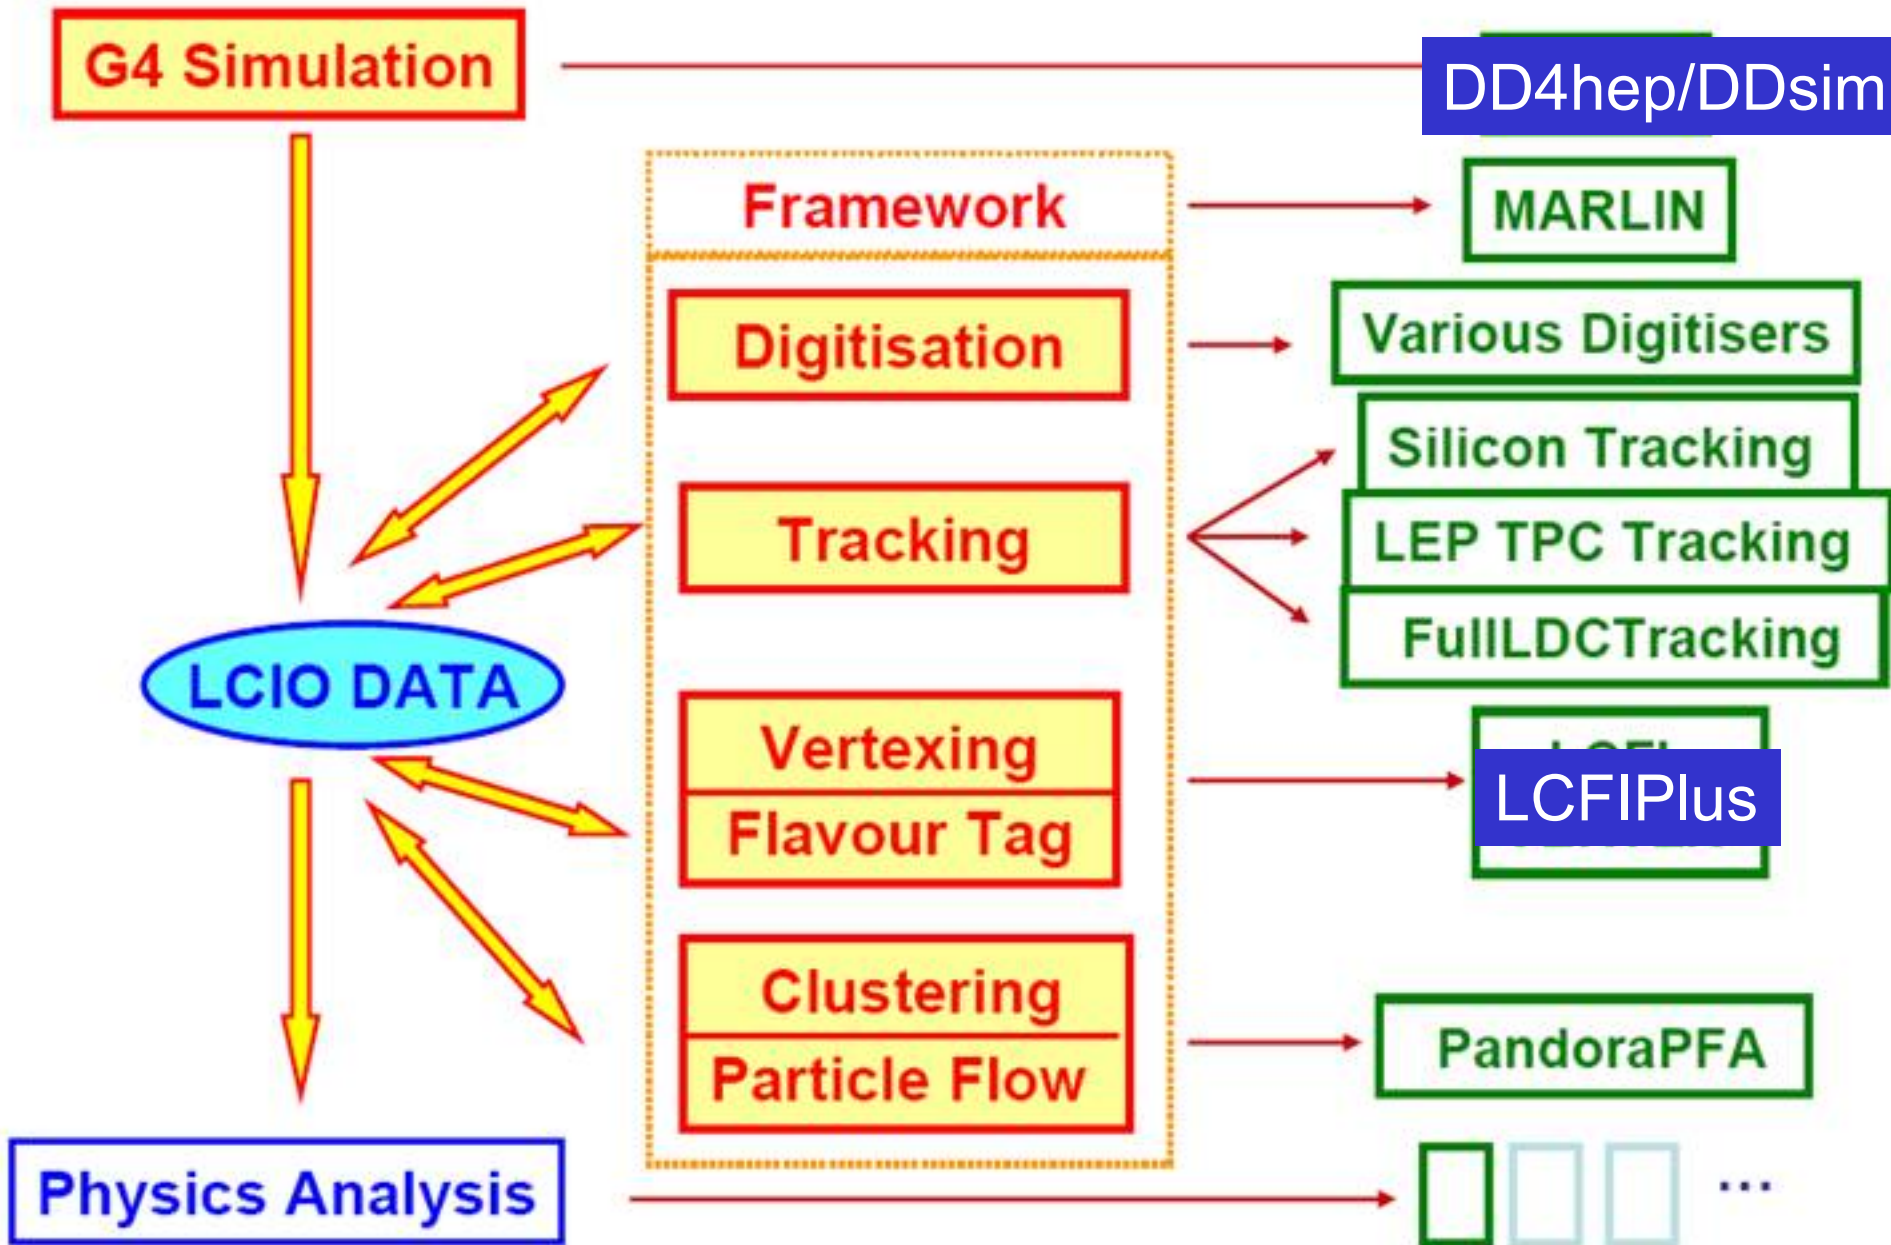 G4 Simulation
DD4hep/DDsim
Framework
MARLIN
Digitisation
Various Digitisers
Silicon Tracking
Tracking
LEP TPC Tracking
FullLDCTracking
LCIO DATA
Vertexing
Flavour Tag
LCFIPlus
Clustering
Particle Flow
PandoraPFA
Physics Analysis
...